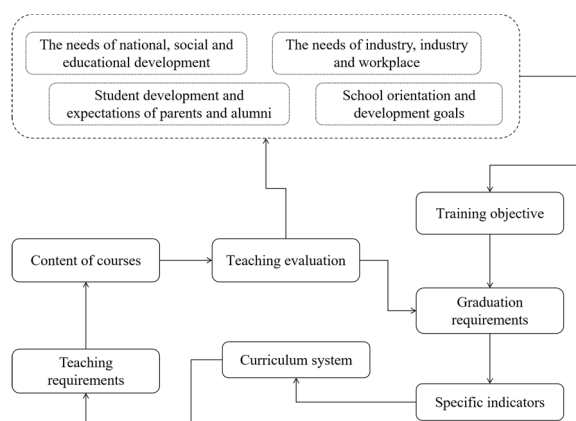 The needs of national, social and
educational development
The needs of industry, industry
and workplace
Student development and
expectations of parents and alumni
School orientation and
development goals
Training objective
Content of courses
Teaching evaluation
Graduation
requirements
Curriculum system
Teaching
requirements
Specific indicators